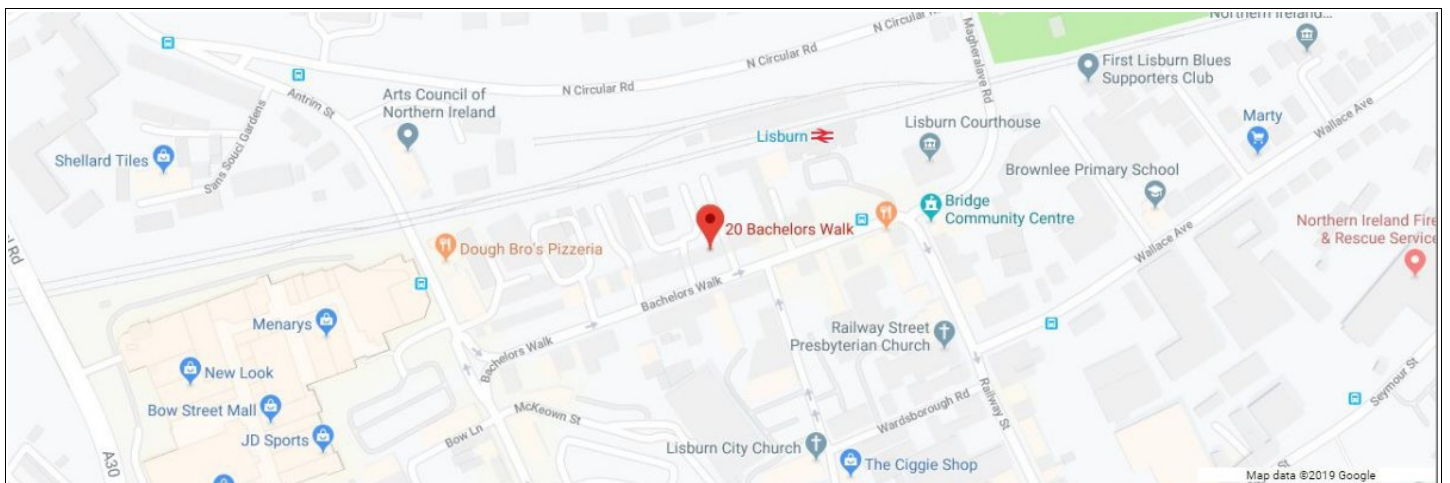 Northern Ireland...
N Circular Rd
N Circular Rd
N Circular Rd
Magheralave Rd
First Lisburn Blues
Supporters Club
Antrim St
Arts Council of
Northern Ireland
Lisburn
Lisburn Courthouse
Marty
Wallace Ave
Shellard Tiles
Sans Souci Gardens
Brownlee Primary School
Bridge
Community Centre
20 Bachelors Walk
Northern Ireland Fire
& Rescue Service
Dough Bro's Pizzeria
Rd
Wallace Ave
Bachelors Walk
Menarys
Railway Street
Presbyterian Church
Bachelors Walk
New Look
Bow Street Mall
McKeown St
Railway St
Seymour St
Wardsborough Rd
JD Sports
Bow Ln
Lisburn City Church
The Ciggie Shop
A30
Map data ©2019 Google